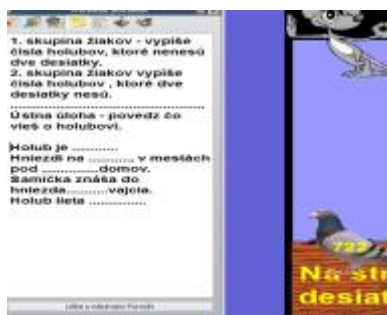 1. skupina žiakov - vypíše
čísla holubov, ktoré nenesú
dve desiatky.
2. skupina žiakov vypíše
čísla holubov , ktoré dve
desiatky nesú.
Ústna úloha - povedz čo
vieš o holubovi.
Holub je ...........
Hniezdi na .......... v mestách
pod ..........domov.
Samička znáša do
hniezda..........vajcia.
Holub lieta .............
722
Na str
desiat